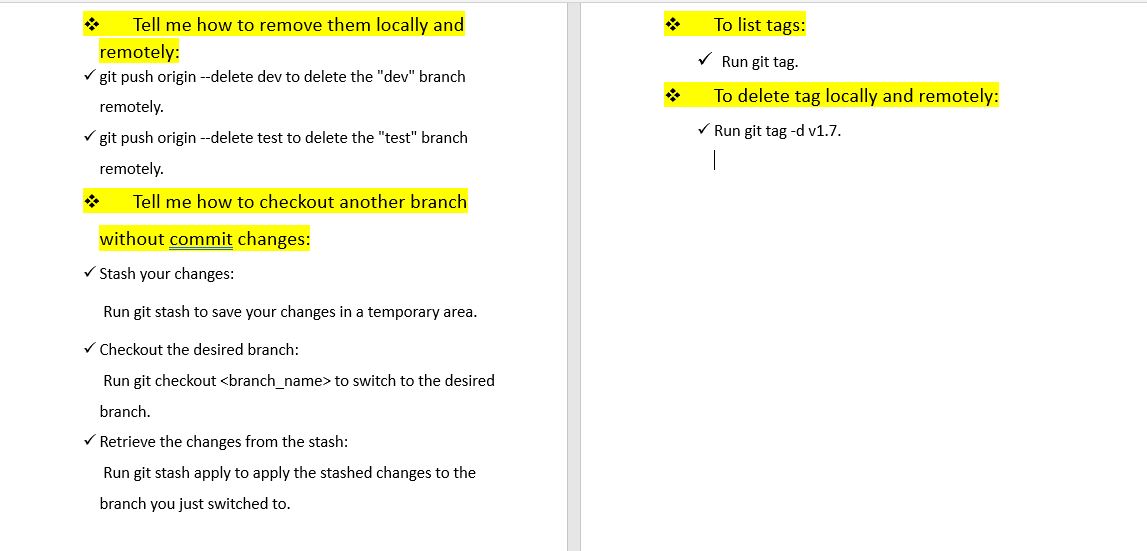 ❖ Tell me how to remove them locally and
remotely:
✓ git push origin --delete dev to delete the "dev" branch
remotely.
✓ git push origin --delete test to delete the "test" branch
remotely.
❖ Tell me how to checkout another branch
without commit changes:
✓ Stash your changes:
Run git stash to save your changes in a temporary area.
✓ Checkout the desired branch:
Run git checkout <branch_name> to switch to the desired
branch.
✓ Retrieve the changes from the stash:
Run git stash apply to apply the stashed changes to the
branch you just switched to.
❖ To list tags:
✓ Run git tag.
❖ To delete tag locally and remotely:
✓ Run git tag -d v1.7.